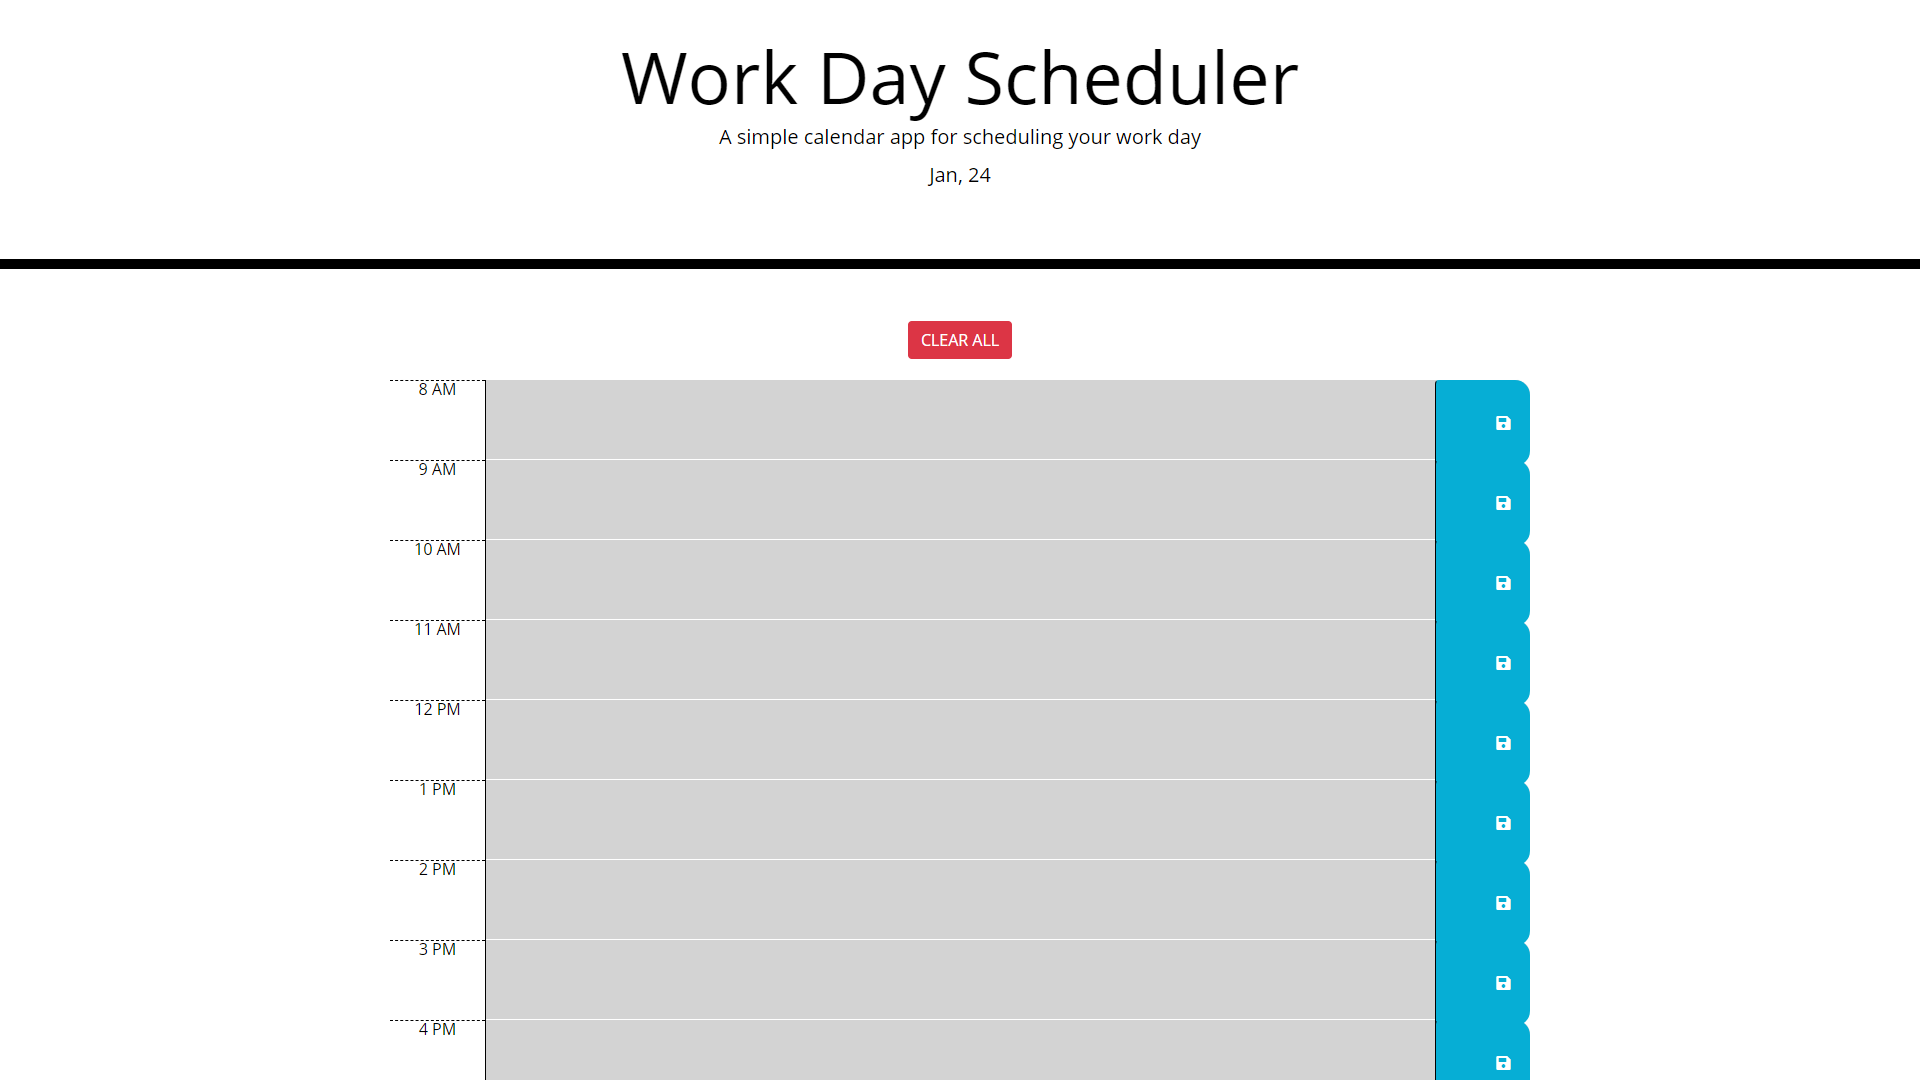 Work Day Scheduler
A simple calendar app for scheduling your work day
Jan, 24
CLEAR ALL
8 AM
9 AM
10 AM
11 AM
12 PM
1 PM
2 PM
3 PM
4 PM